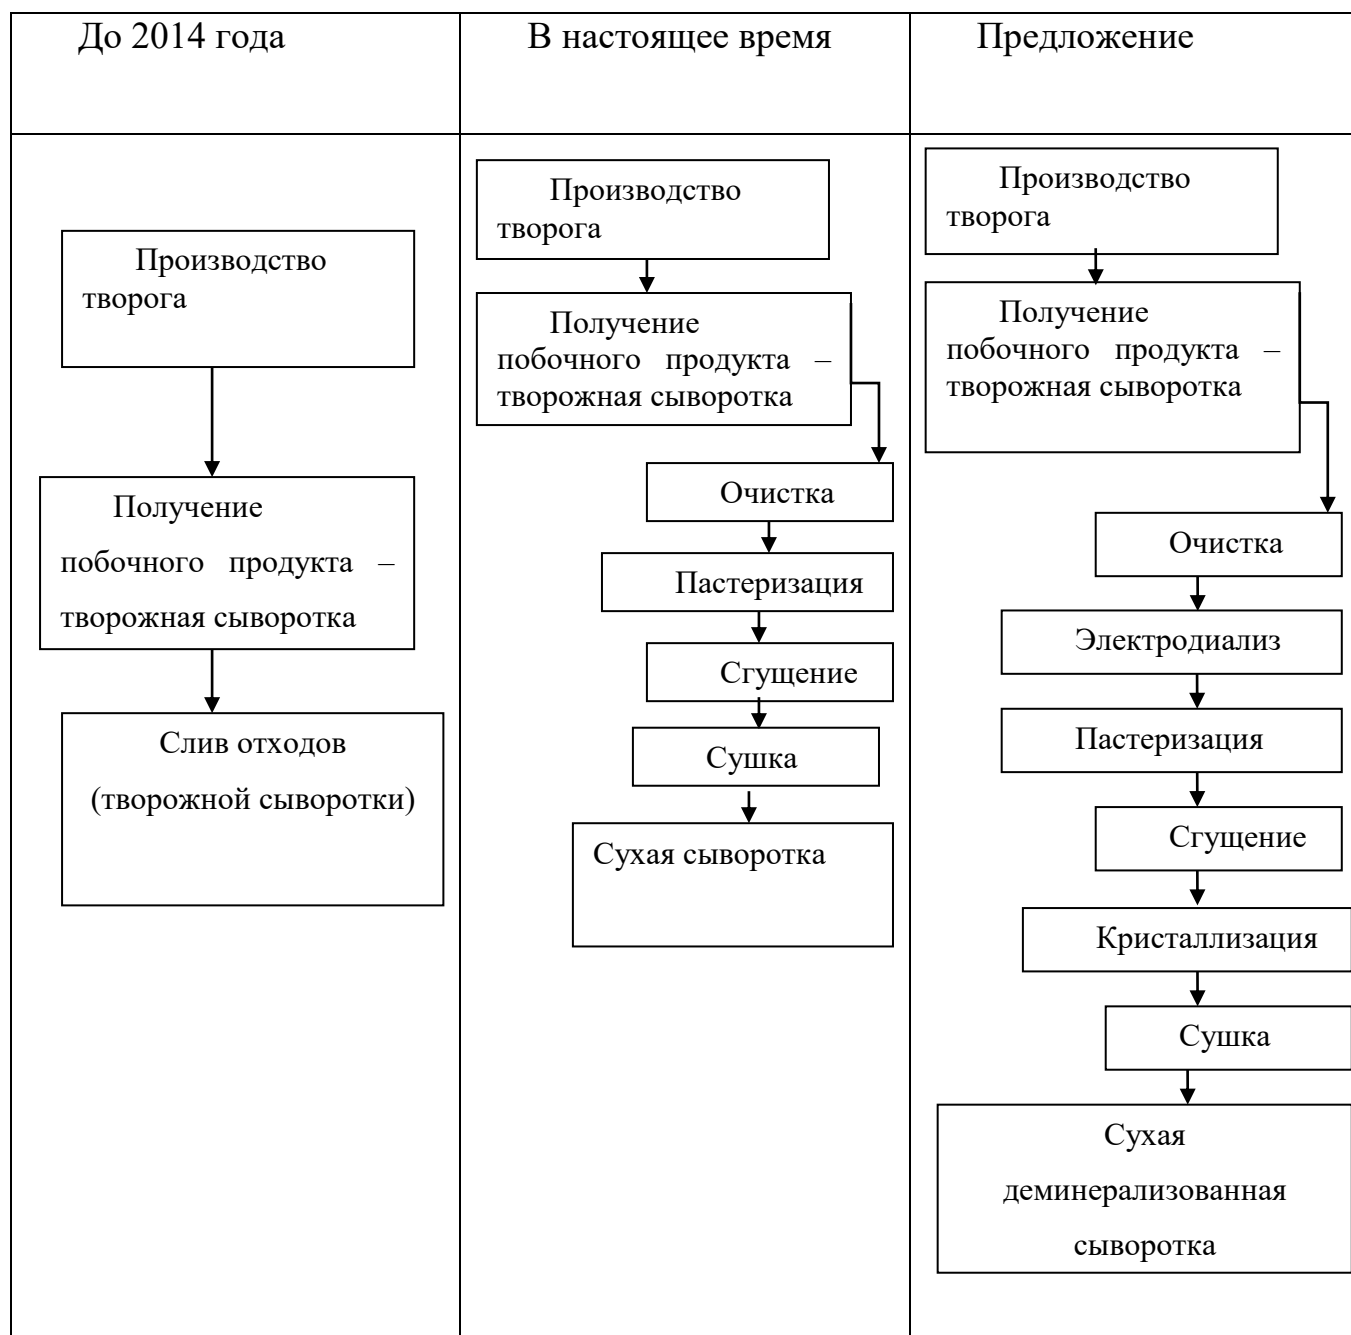 До 2014 года
В настоящее время
Предложение
Производство
творога
Получение
побочного продукта –
творожная сыворотка
Слив отходов
(творожной сыворотки)
Производство
творога
Получение
побочного продукта –
творожная сыворотка
Очистка
Пастеризация
Сгущение
Сушка
Сухая сыворотка
Производство
творога
Получение
побочного продукта –
творожная сыворотка
Очистка
Электродиализ
Пастеризация
Сгущение
Кристаллизация
Сушка
Сухая
деминерализованная
сыворотка